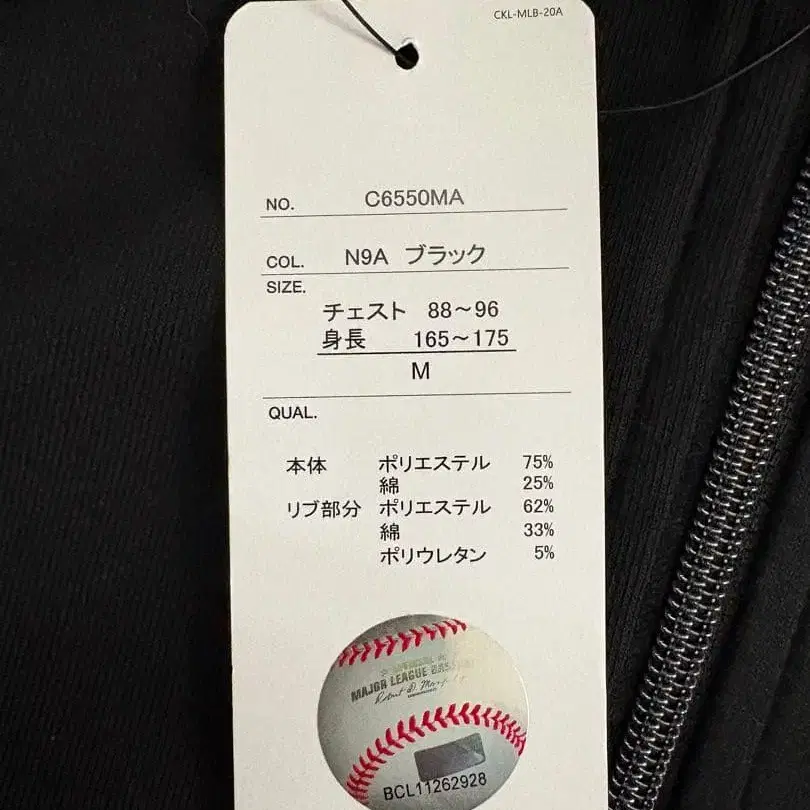 CKL-MLB-20A
NO. C6550MA
COL. N9A ブラック
SIZE.
チェスト 88～96
身長 165～175
M
QUAL.
本体 ポリエステル 75%
綿 25%
リブ部分 ポリエステル 62%
綿 33%
ポリウレタン 5%
MAJOR LEAGUE
BCL11262928